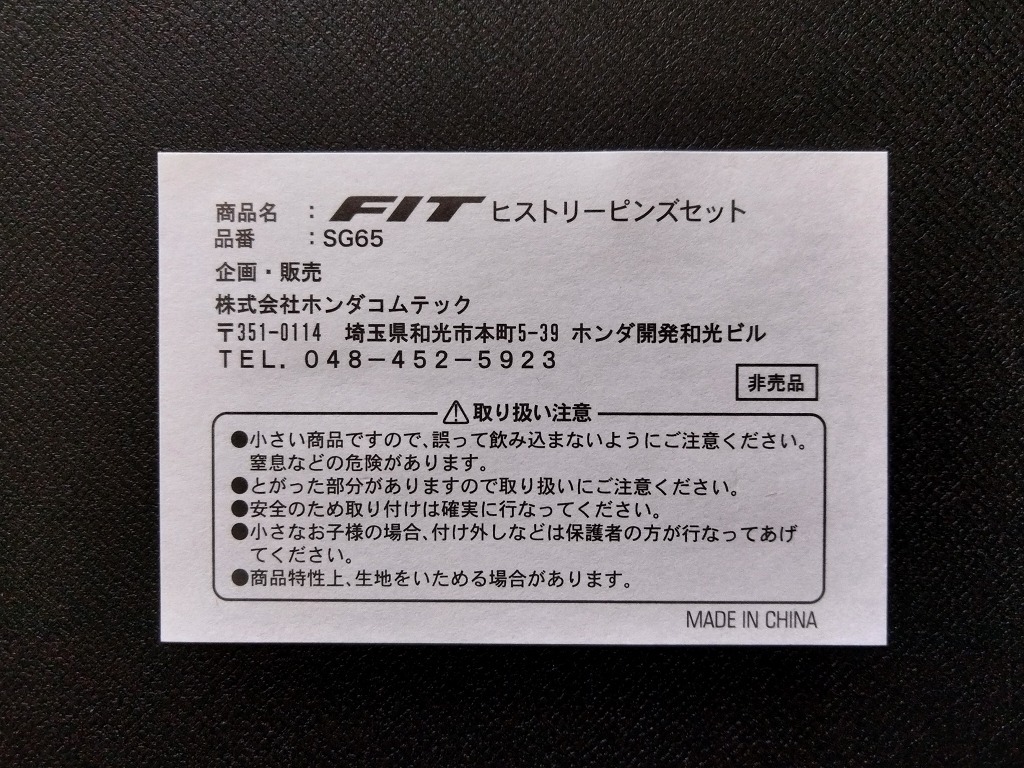 商品名 : FIT ヒストリーピンズセット
品番 : SG65
企画・販売
株式会社ホンダコムテック
〒351-0114 埼玉県和光市本町5-39 ホンダ開発和光ビル
TEL. 048-452-5923
非売品
⚠取り扱い注意
●小さい商品ですので、誤って飲み込まないようにご注意ください。
窒息などの危険があります。
●とがった部分がありますので取り扱いにご注意ください。
●安全のため取り付けは確実に行なってください。
●小さなお子様の場合、付け外しなどは保護者の方が行なってあげ
てください。
●商品特性上、生地をいためる場合があります。
MADE IN CHINA